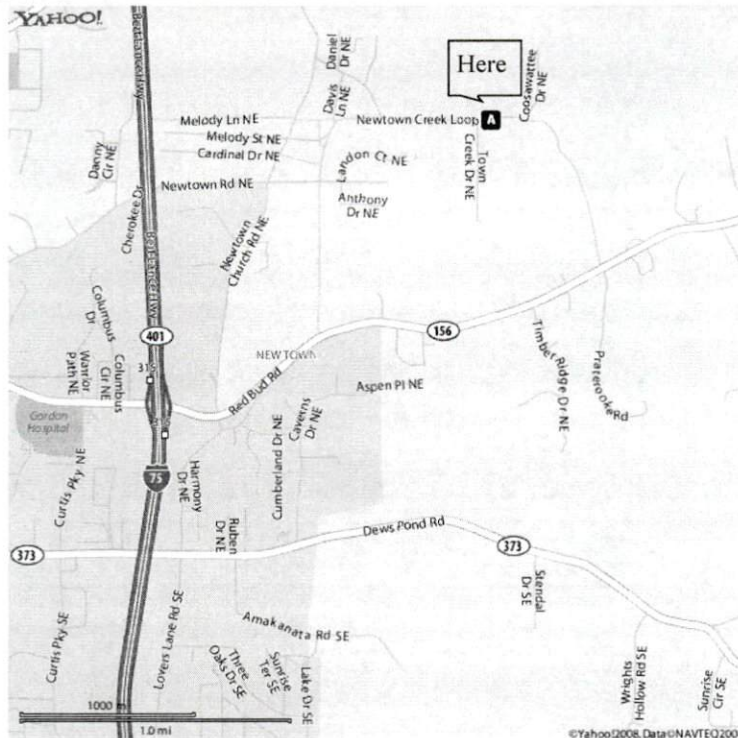 YAHOO!
Here
Daniel
Dr NE
Davis
Ln NE
Coosawattee
Dr NE
Newtown Creek Loop A
Melody Ln NE
Melody St NE
Cardinal Dr NE
Landon Ct NE
Town
Creek Dr NE
Danny
Cir NE
Newtown Rd NE
Anthony
Dr NE
Cherokee Dr
Newtown
Church Rd NE
Columbus
Dr
401
156
NEWTOWN
315
Warrior
Path NE
Columbus
Cir NE
Red Bud Rd
Aspen Pl NE
Timber Ridge Dr NE
Gordon
Hospital
Caverns
Dr NE
Cumberland Dr NE
Curtis Pky NE
75
Harmony
Dr NE
Ruben
Dr NE
Dews Pond Rd
373
373
Stendal
Dr SE
Curtis Pky SE
Lovers Lane Rd SE
Amakanata Rd SE
Three
Oaks Dr SE
Sunrise
Ter SE
Lake Dr SE
Wrights
Hollow Rd SE
Sunrise
Cir SE
1000 m
1.0 mi
©Yahoo!2008, Data©NAVTEQ200